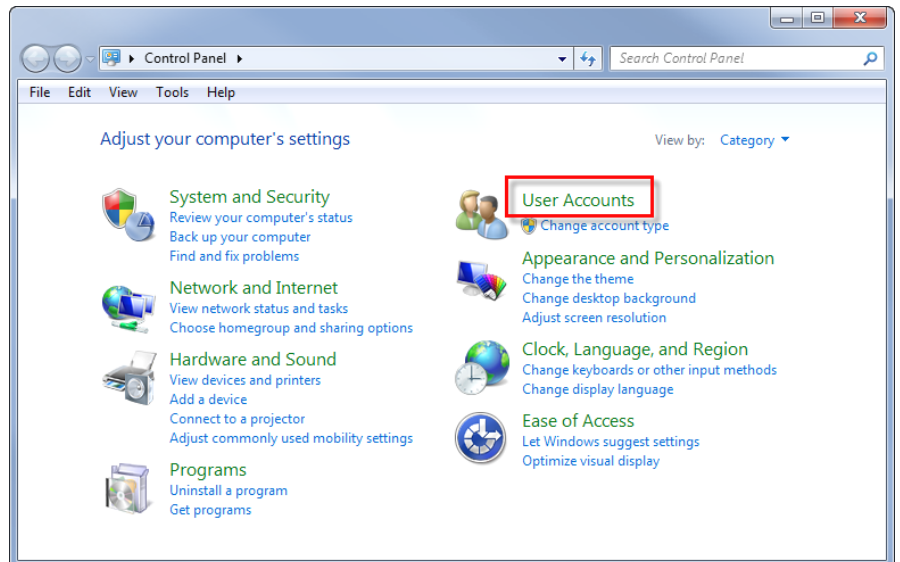 Control Panel
Search Control Panel
File Edit View Tools Help
Adjust your computer's settings
View by: Category
System and Security
Review your computer's status
Back up your computer
Find and fix problems
Network and Internet
View network status and tasks
Choose homegroup and sharing options
Hardware and Sound
View devices and printers
Add a device
Connect to a projector
Adjust commonly used mobility settings
Programs
Uninstall a program
Get programs
User Accounts
Change account type
Appearance and Personalization
Change the theme
Change desktop background
Adjust screen resolution
Clock, Language, and Region
Change keyboards or other input methods
Change display language
Ease of Access
Let Windows suggest settings
Optimize visual display